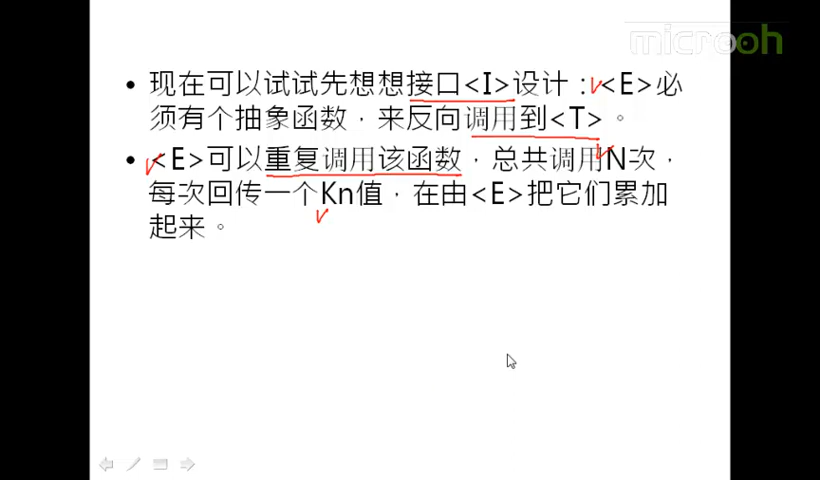 microoh
• 现在可以试试先想想接口<I>设计：<E>必
须有个抽象函数，来反向调用到<T>。
• <E>可以重复调用该函数，总共调用N次，
每次回传一个Kn值，在由<E>把它们累加
起来。